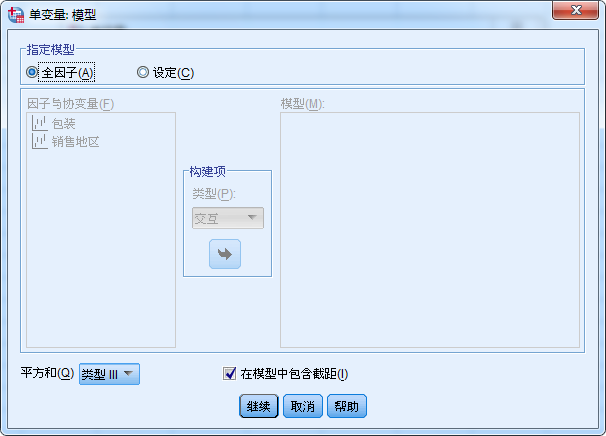 单变量: 模型
指定模型
全因子(A) 设定(C)
因子与协变量(F) 模型(M):
包装
销售地区
构建项
类型(P):
交互
平方和(Q) 类型 III 在模型中包含截距(I)
继续 取消 帮助